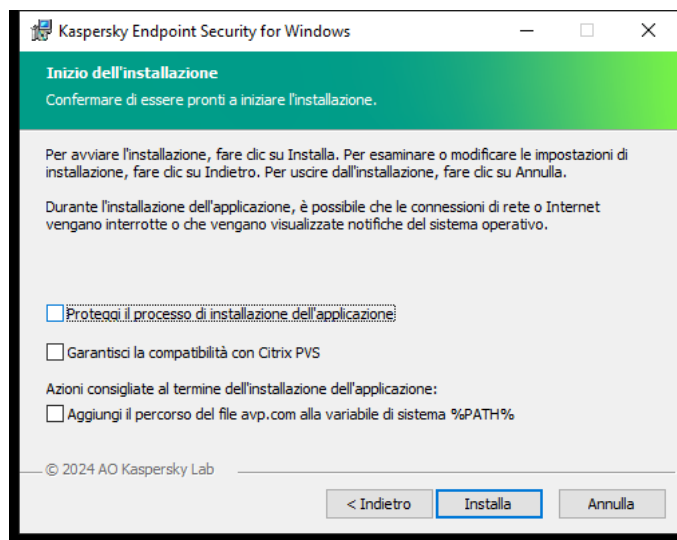 Kaspersky Endpoint Security for Windows
Inizio dell'installazione
Confermare di essere pronti a iniziare l'installazione.
Per avviare l'installazione, fare clic su Installa. Per esaminare o modificare le impostazioni di
installazione, fare clic su Indietro. Per uscire dall'installazione, fare clic su Annulla.
Durante l'installazione dell'applicazione, è possibile che le connessioni di rete o Internet
vengano interrotte o che vengano visualizzate notifiche del sistema operativo.
Proteggi il processo di installazione dell'applicazione
Garantisci la compatibilità con Citrix PVS
Azioni consigliate al termine dell'installazione dell'applicazione:
Aggiungi il percorso del file avp.com alla variabile di sistema %PATH%
© 2024 AO Kaspersky Lab
< Indietro Installa Annulla